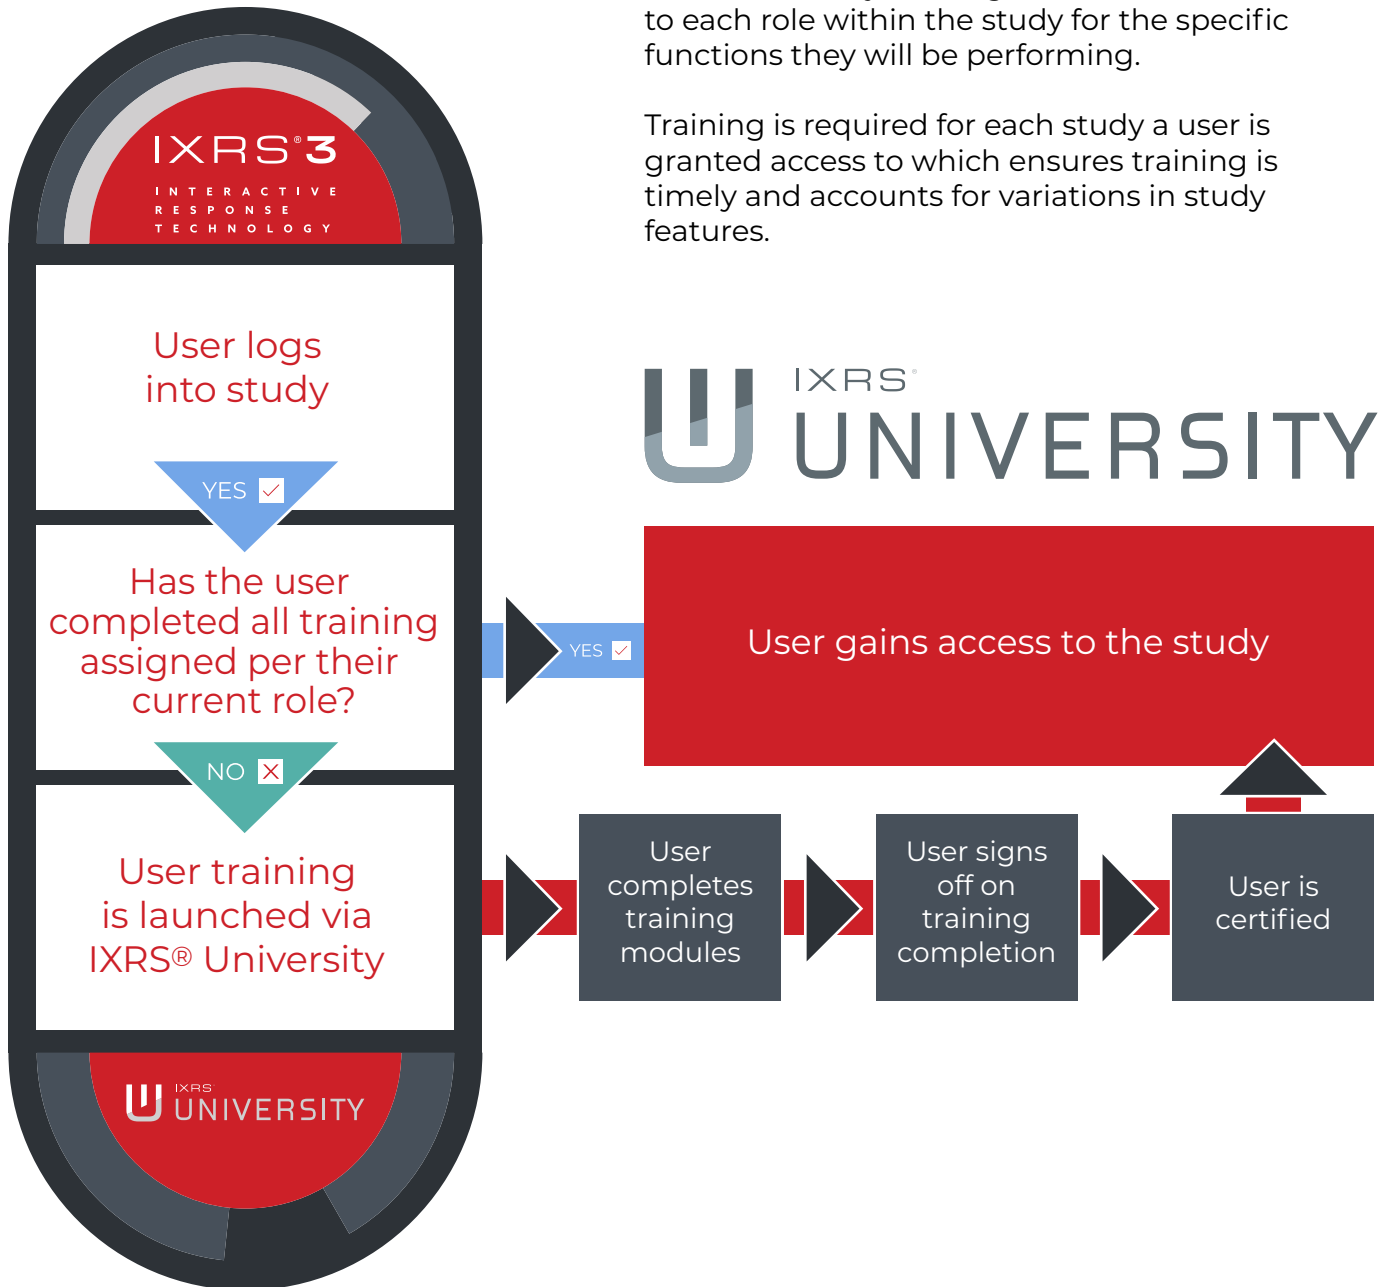 to each role within the study for the specific
functions they will be performing.
Training is required for each study a user is
granted access to which ensures training is
timely and accounts for variations in study
features.
IXRS®3
INTERACTIVE
RESPONSE
TECHNOLOGY
User logs
into study
YES
Has the user
completed all training
assigned per their
current role?
NO
User training
is launched via
IXRS® University
IXRS
UNIVERSITY
IXRS®
UNIVERSITY
YES
User gains access to the study
User
completes
training
modules
User signs
off on
training
completion
User is
certified